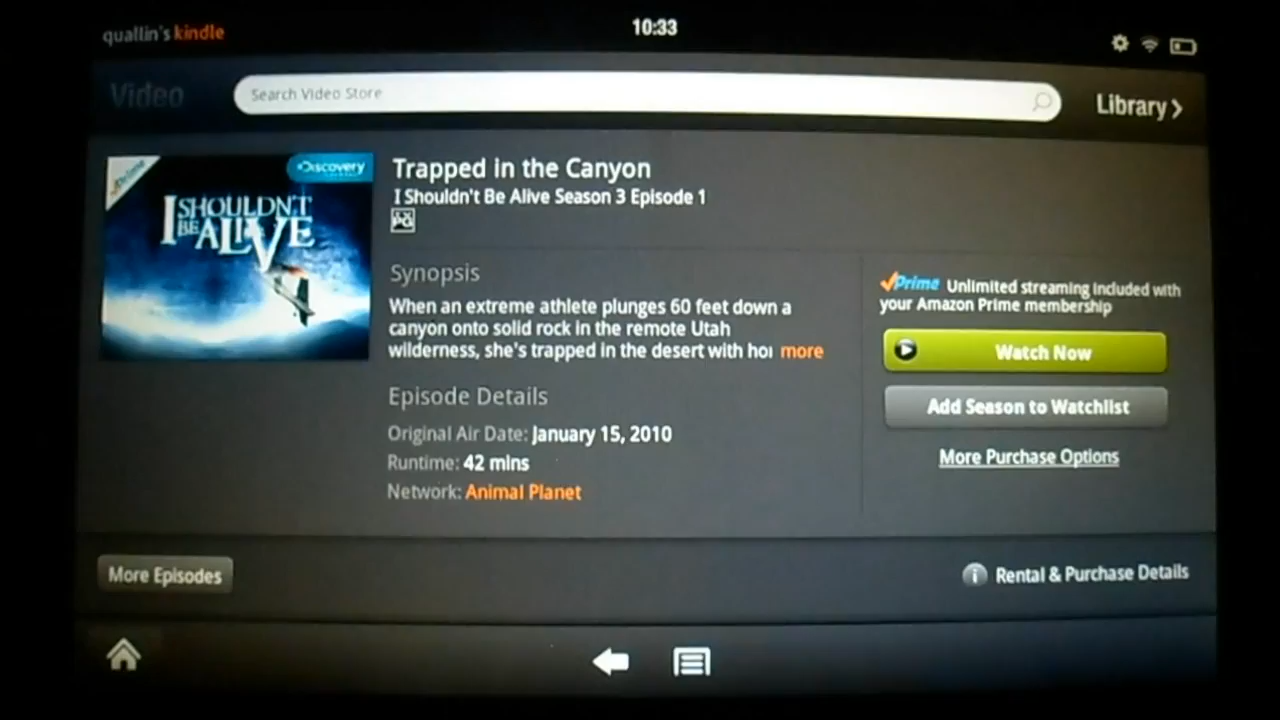 quallin's kindle
10:33
Video
Search Video Store
Library
Prime
Discovery
I SHOULDN'T
BE ALIVE
Trapped in the Canyon
I Shouldn't Be Alive Season 3 Episode 1
PG
Synopsis
When an extreme athlete plunges 60 feet down a
canyon onto solid rock in the remote Utah
wilderness, she's trapped in the desert with hor more
Episode Details
Original Air Date: January 15, 2010
Runtime: 42 mins
Network: Animal Planet
Prime Unlimited streaming included with
your Amazon Prime membership
Watch Now
Add Season to Watchlist
More Purchase Options
More Episodes
i Rental & Purchase Details